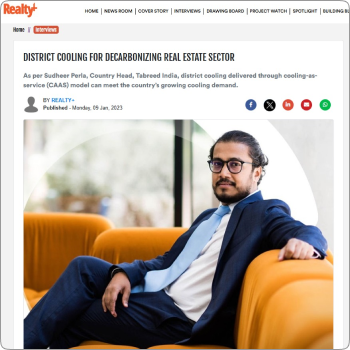 Realty+
HOME | NEWS ROOM | COVER STORY | INTERVIEWS | DRAWING BOARD | PROJECT WATCH | SPOTLIGHT | BUILDING B
Home || Interviews
DISTRICT COOLING FOR DECARBONIZING REAL ESTATE SECTOR
As per Sudheer Perla, Country Head, Tabreed India, district cooling delivered through cooling-as-
service (CAAS) model can meet the country's growing cooling demand.
BY REALTY+
Published - Monday, 09 Jan, 2023